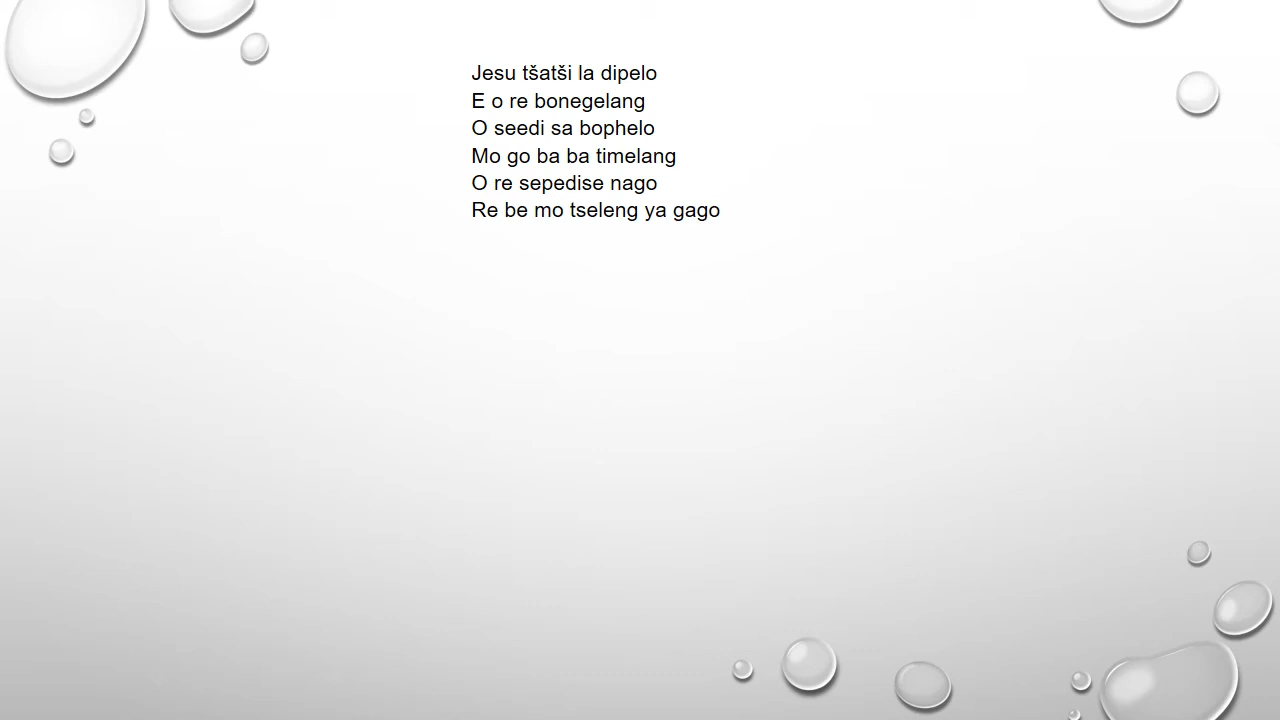 Jesu tšatši la dipelo
E o re bonegelang
O seedi sa bophelo
Mo go ba ba timelang
O re sepedise nago
Re be mo tseleng ya gago